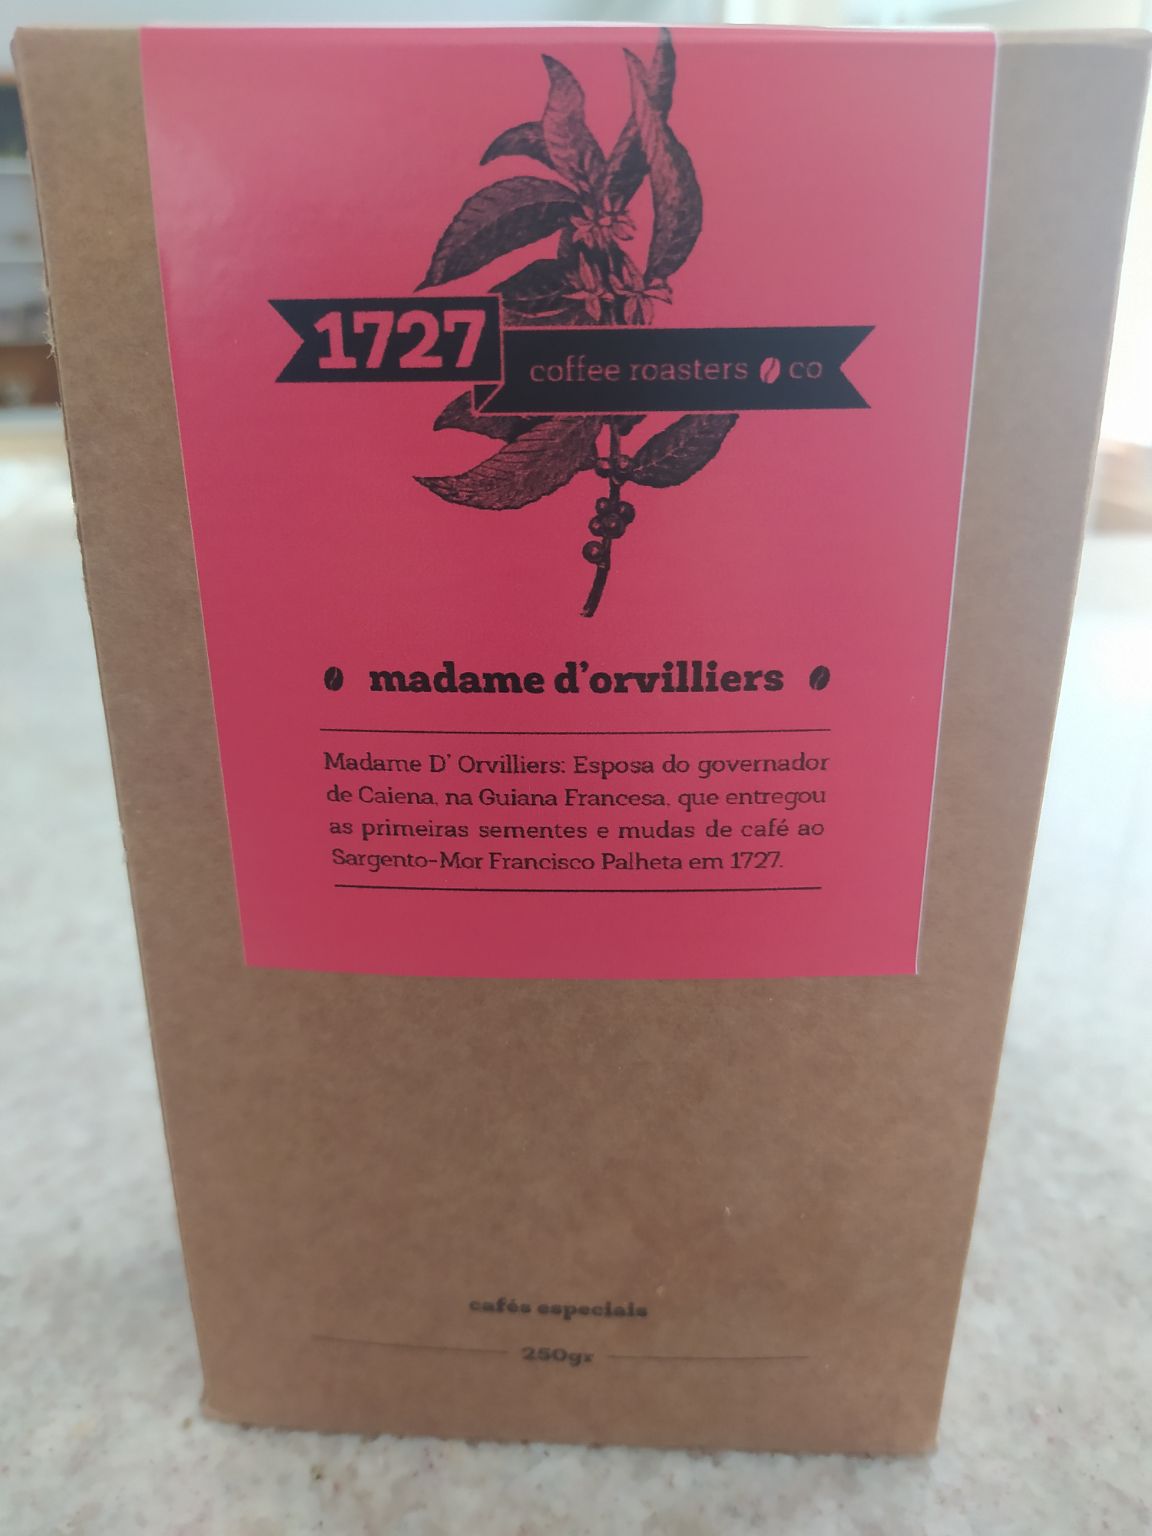 1727
coffee roasters co
madame d'orvilliers
Madame D' Orvilliers: Esposa do governador
de Caiena, na Guiana Francesa, que entregou
as primeiras sementes e mudas de café ao
Sargento-Mor Francisco Palheta em 1727.
cafés especiais
250gr